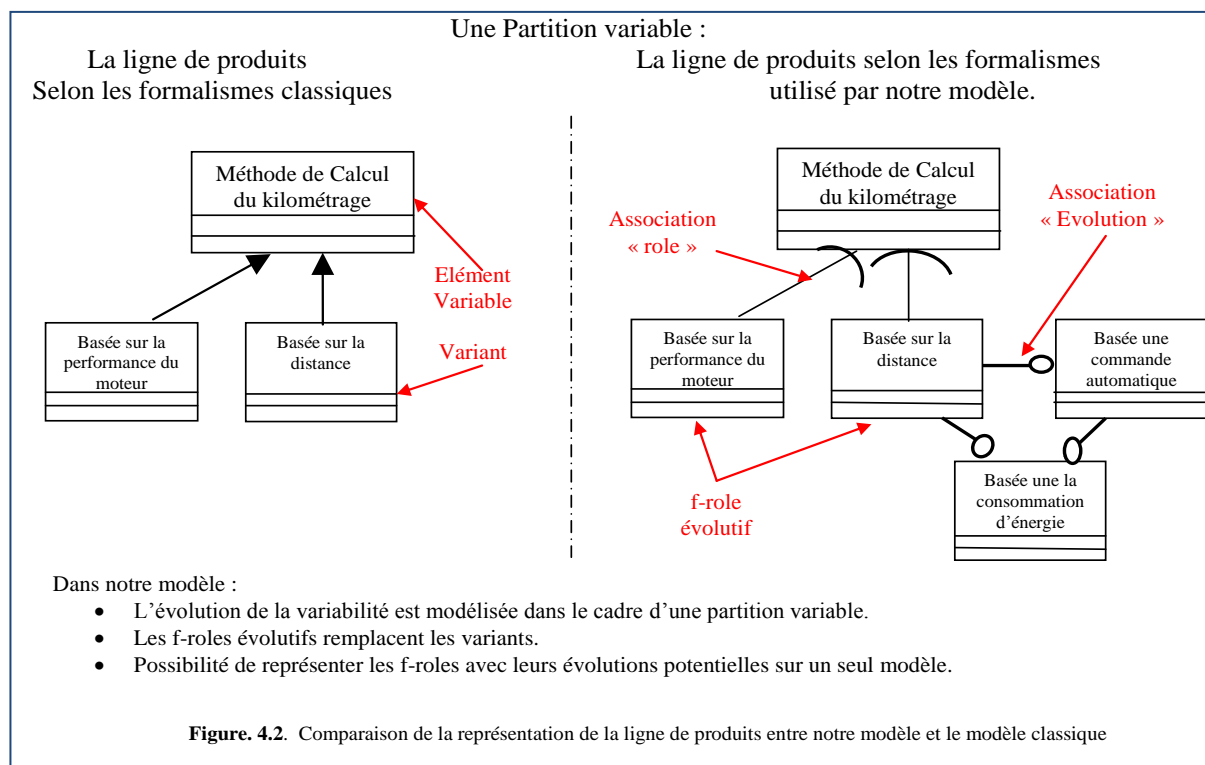 Une Partition variable :
La ligne de produits
Selon les formalismes classiques
La ligne de produits selon les formalismes
utilisé par notre modèle.
Méthode de Calcul
du kilométrage
Elément
Variable
Basée sur la
performance du
moteur
Basée sur la
distance
Variant
Méthode de Calcul
du kilométrage
Association
« role »
Association
« Evolution »
Basée sur la
performance du
moteur
Basée sur la
distance
Basée une
commande
automatique
f-role
évolutif
Basée une la
consommation
d’énergie
Dans notre modèle :
• L’évolution de la variabilité est modélisée dans le cadre d’une partition variable.
• Les f-roles évolutifs remplacent les variants.
• Possibilité de représenter les f-roles avec leurs évolutions potentielles sur un seul modèle.
Figure. 4.2. Comparaison de la représentation de la ligne de produits entre notre modèle et le modèle classique